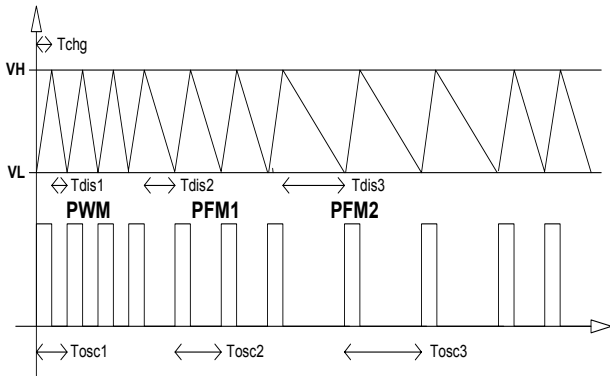 Tchg
VH
VL
Tdis1 Tdis2 Tdis3
PWM PFM1 PFM2
Tosc1 Tosc2 Tosc3